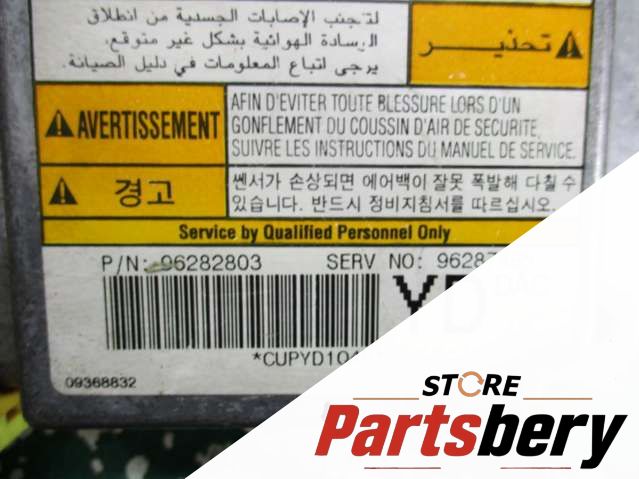 لتجنب الإصابات الجسدية من انطلاق
الوسادة الهوائية بشكل غير متوقع.
يرجى اتباع المعلومات في دليل الصيانة.
تحذير
AVERTISSEMENT
AFIN D'EVITER TOUTE BLESSURE LORS D'UN
GONFLEMENT DU COUSSIN D'AIR DE SECURITE,
SUIVRE LES INSTRUCTIONS DU MANUEL DE SERVICE.
경고
쎈서가 손상되면 에어백이 잘못 폭발해 다칠 수
있습니다. 반드시 정비지침서를 따르십시오.
Service by Qualified Personnel Only
P/N: 96282803 SERV NO:
YD DAC
*CUPYD1Q4
09368832
STORE
Partsbery